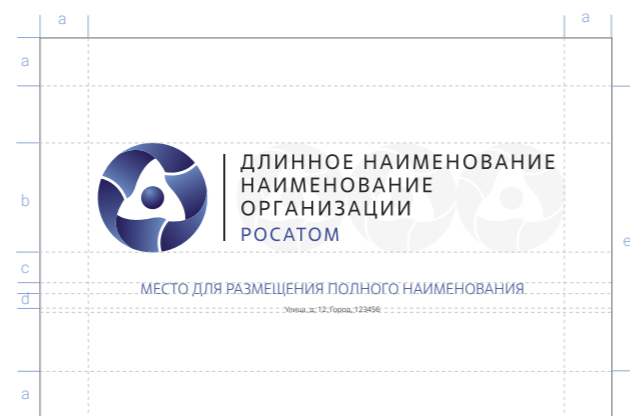 a a
a
ДЛИННОЕ НАИМЕНОВАНИЕ
НАИМЕНОВАНИЕ
b
ОРГАНИЗАЦИИ
РОСАТОМ
e
c
МЕСТО ДЛЯ РАЗМЕЩЕНИЯ ПОЛНОГО НАИМЕНОВАНИЯ
d
Улица, д. 12, Город, 123456
a